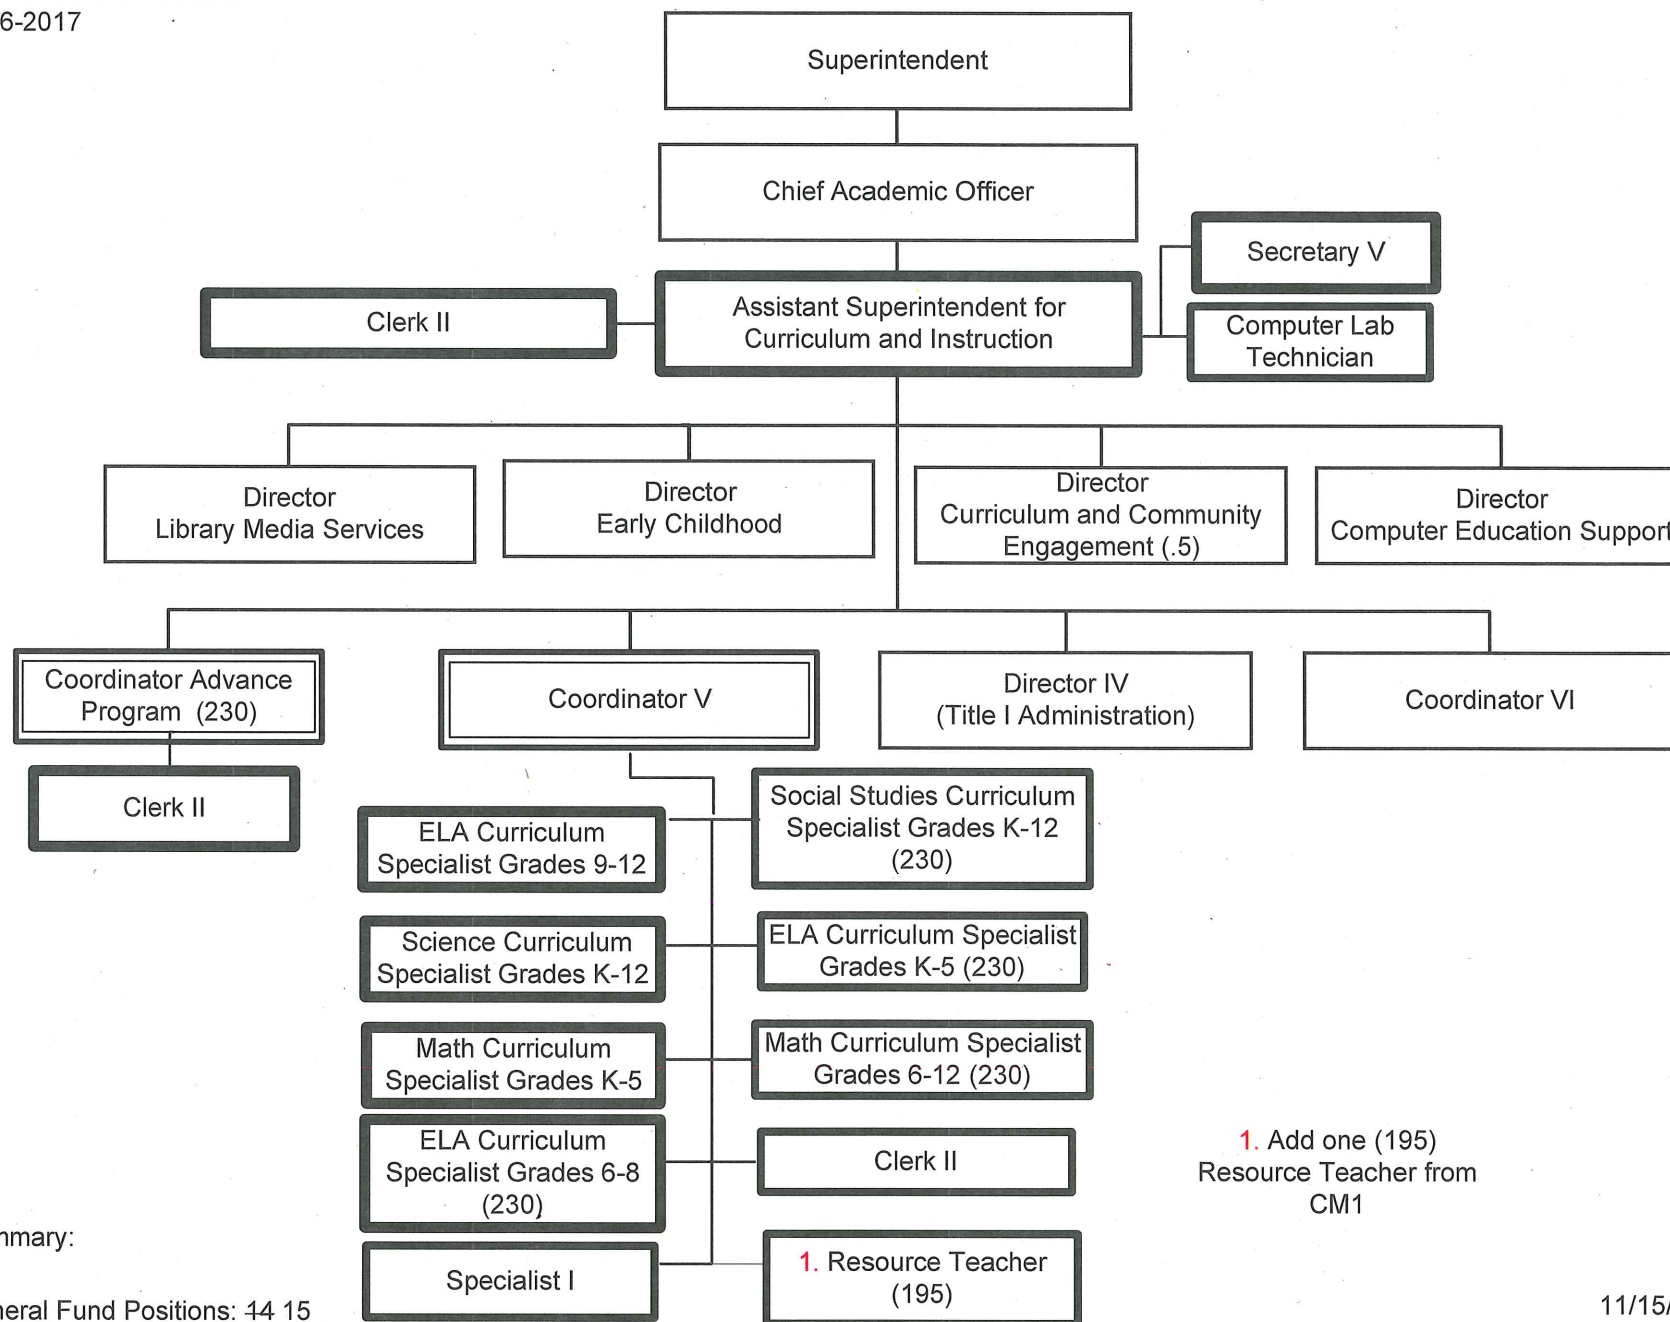 6-2017
Superintendent
Chief Academic Officer
Secretary V
Clerk II
Assistant Superintendent for
Curriculum and Instruction
Computer Lab
Technician
Director
Library Media Services
Director
Early Childhood
Director
Curriculum and Community
Engagement (.5)
Director
Computer Education Support
Coordinator Advance
Program (230)
Coordinator V
Director IV
(Title I Administration)
Coordinator VI
Clerk II
ELA Curriculum
Specialist Grades 9-12
Social Studies Curriculum
Specialist Grades K-12
(230)
Science Curriculum
Specialist Grades K-12
ELA Curriculum Specialist
Grades K-5 (230)
Math Curriculum
Specialist Grades K-5
Math Curriculum Specialist
Grades 6-12 (230)
ELA Curriculum
Specialist Grades 6-8
(230)
Clerk II
1. Add one (195)
Resource Teacher from
CM1
Specialist I
1. Resource Teacher
(195)
nmary:
neral Fund Positions: 14 15
11/15/